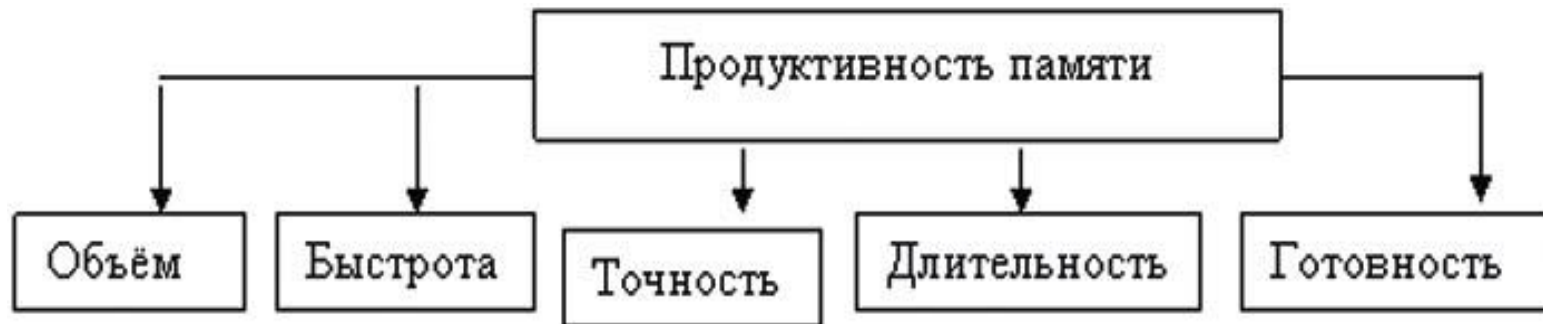 Продуктивность памяти
Объём
Быстрота
Точность
Длительность
Готовность